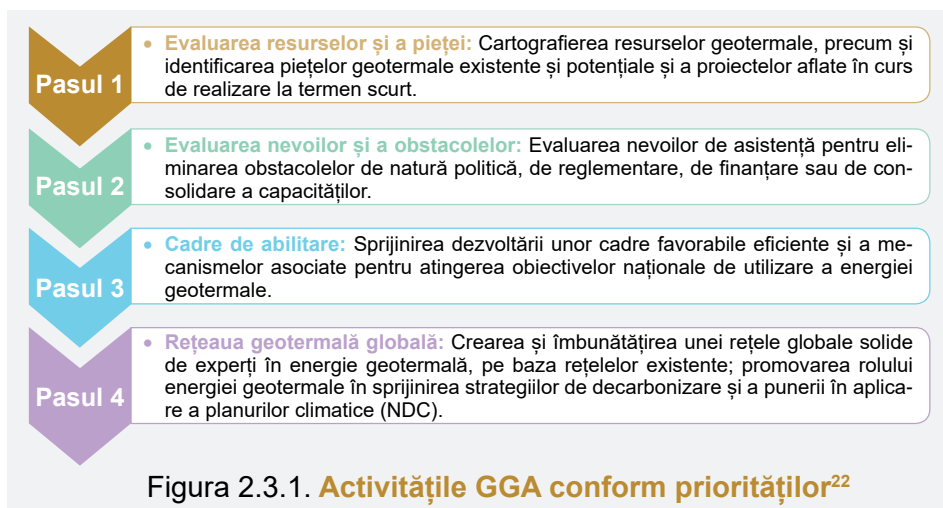 Pasul 1
• Evaluarea resurselor și a pieței: Cartografierea resurselor geotermale, precum și
identificarea piețelor geotermale existente și potențiale și a proiectelor aflate în curs
de realizare la termen scurt.
Pasul 2
• Evaluarea nevoilor și a obstacolelor: Evaluarea nevoilor de asistență pentru eli-
minarea obstacolelor de natură politică, de reglementare, de finanțare sau de con-
solidare a capacităților.
Pasul 3
• Cadre de abilitare: Sprijinirea dezvoltării unor cadre favorabile eficiente și a me-
canismelor asociate pentru atingerea obiectivelor naționale de utilizare a energiei
geotermale.
Pasul 4
• Rețeaua geotermală globală: Crearea și îmbunătățirea unei rețele globale solide
de experți în energie geotermală, pe baza rețelelor existente; promovarea rolului
energiei geotermale în sprijinirea strategiilor de decarbonizare și a punerii în aplica-
re a planurilor climatice (NDC).
Figura 2.3.1. Activitățile GGA conform priorităților²²